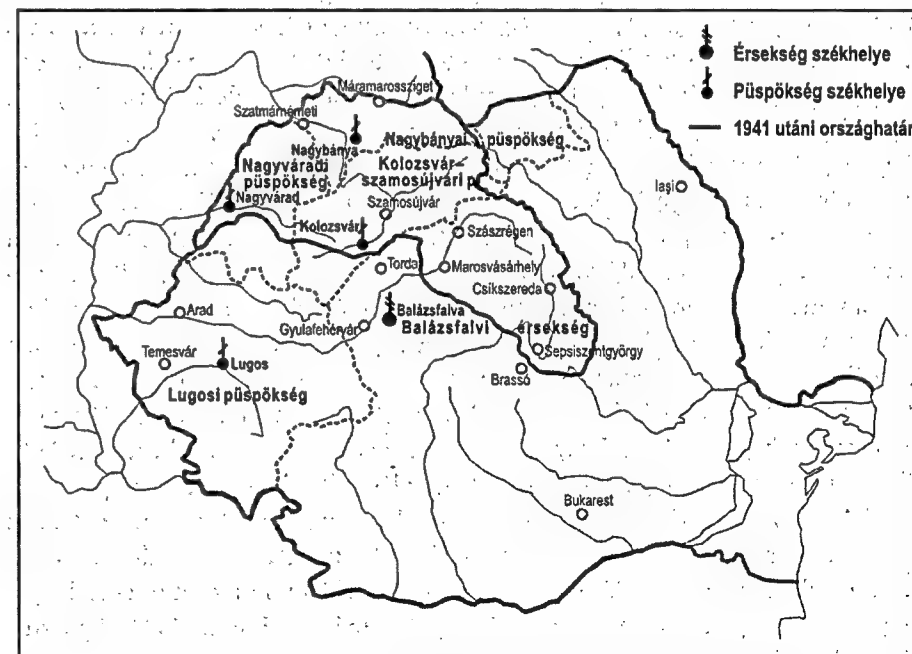 Érsekség székhelye
Püspökség székhelye
1941 utáni országhatár
Máramarossziget
Szatmárnémeti
Nagybánya
Nagybányai püspökség
Nagyváradi
püspökség
Kolozsvár–
szamosújvári p.
Iaşi
Nagyvárad
Szamosújvár
Kolozsvár
Szászrégen
Torda
Marosvásárhely
Csíkszereda
Arad
Gyulafehérvár
Balázsfalva
Balázsfalvi érsekség
Temesvár
Lugos
Sepsiszentgyörgy
Brassó
Lugosi püspökség
Bukarest